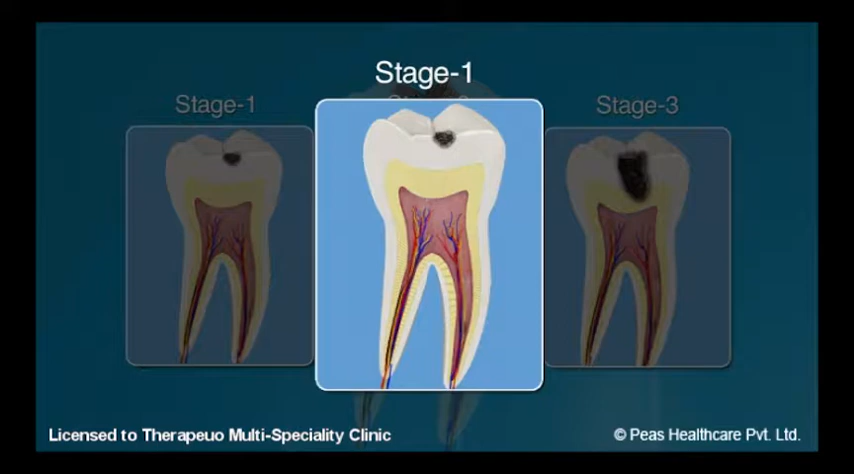 Stage-1
Stage-1
Stage-3
Licensed to Therapeuo Multi-Speciality Clinic
© Peas Healthcare Pvt. Ltd.